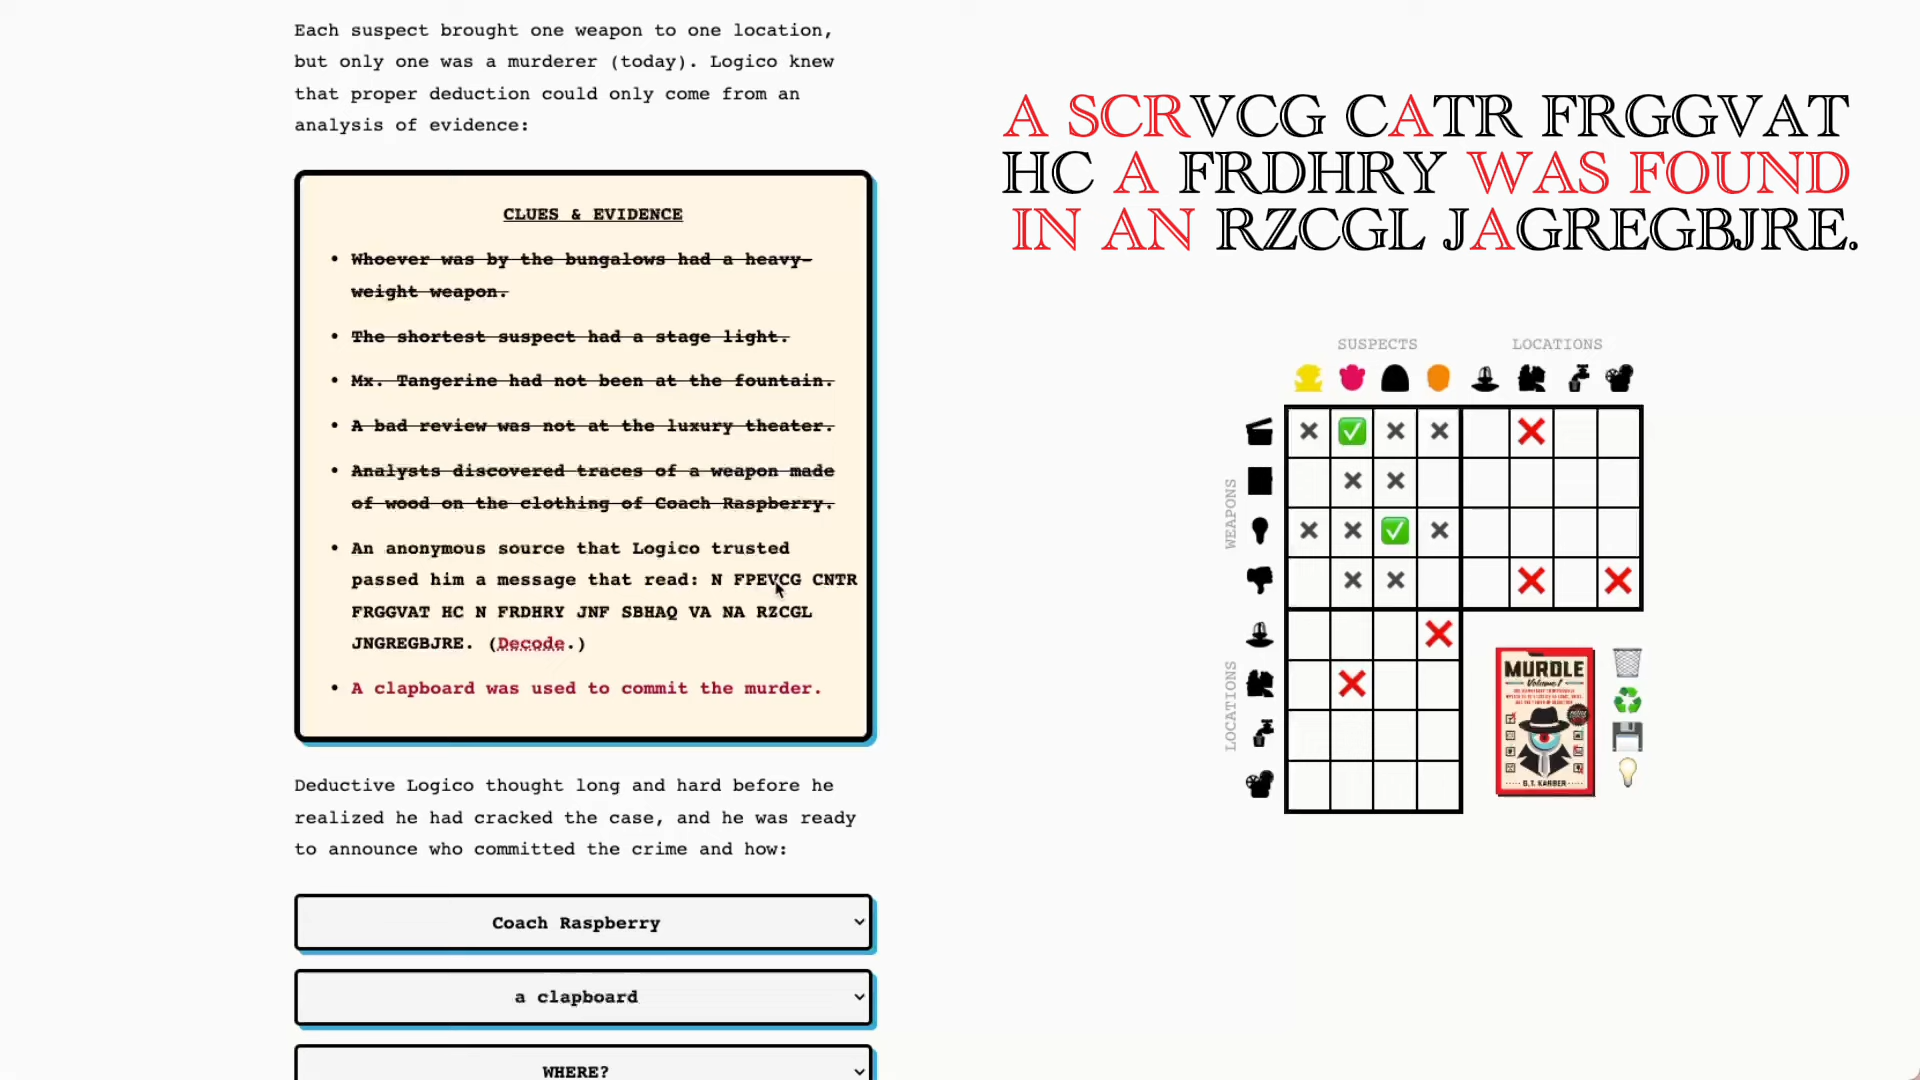 Each suspect brought one weapon to one location,
but only one was a murderer (today). Logico knew
that proper deduction could only come from an
analysis of evidence:
CLUES & EVIDENCE
• Whoever was by the bungalows had a heavy-
weight weapon.
• The shortest suspect had a stage light.
• Mx. Tangerine had not been at the fountain.
• A bad review was not at the luxury theater.
• Analysts discovered traces of a weapon made
of wood on the clothing of Coach Raspberry.
• An anonymous source that Logico trusted
passed him a message that read: N FPEVCG CNTR
FRGGVAT HC N FRDHRY JNF SBHAQ VA NA RZCGL
JNGREGBJRE. (Decode.)
• A clapboard was used to commit the murder.
Deductive Logico thought long and hard before he
realized he had cracked the case, and he was ready
to announce who committed the crime and how:
Coach Raspberry
a clapboard
WHERE?
A SCRVCG CATR FRGGVAT
HC A FRDHRY WAS FOUND
IN AN RZCGL JAGREGBJRE.
SUSPECTS
LOCATIONS
WEAPONS
LOCATIONS
MURDLE
Volume 1
G.T. KARBER